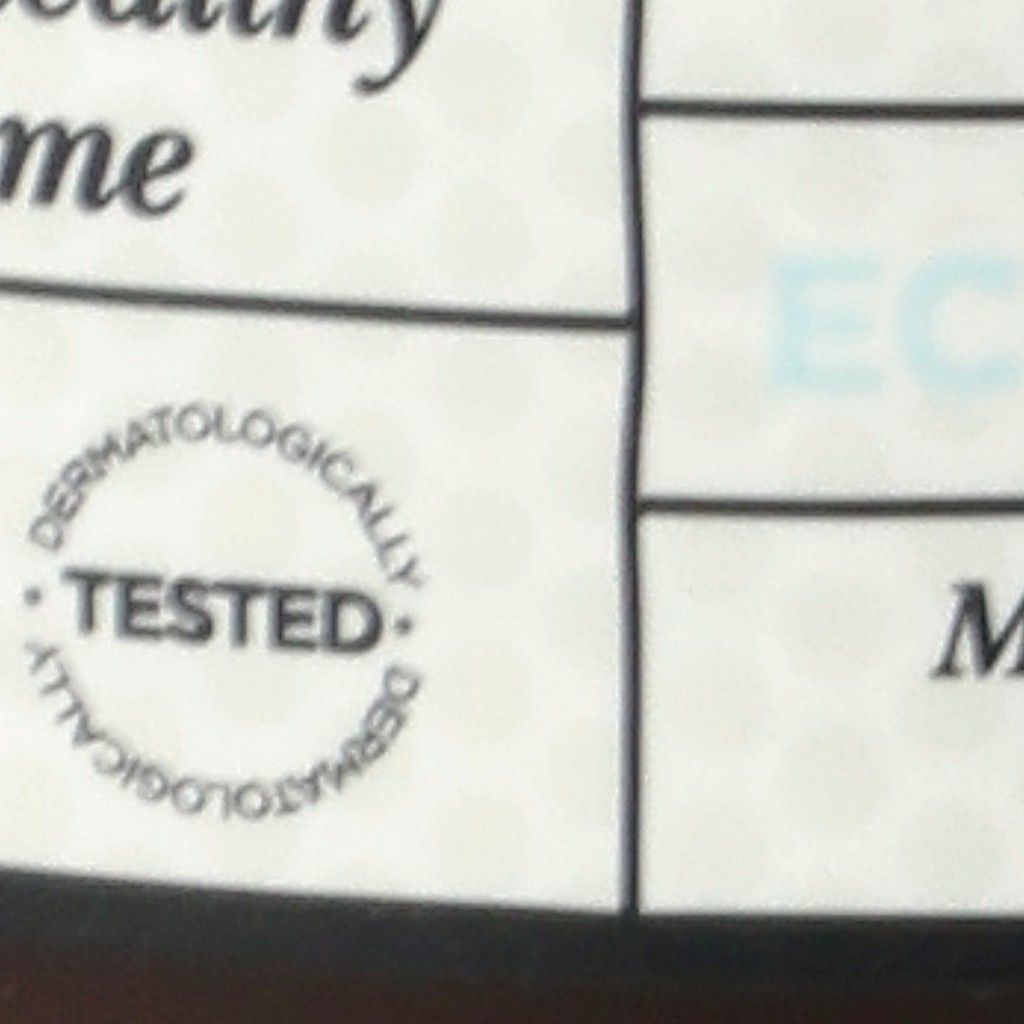 me
DERMATOLOGICALLY
• TESTED •
DERMATOLOGICALLY
EC
M